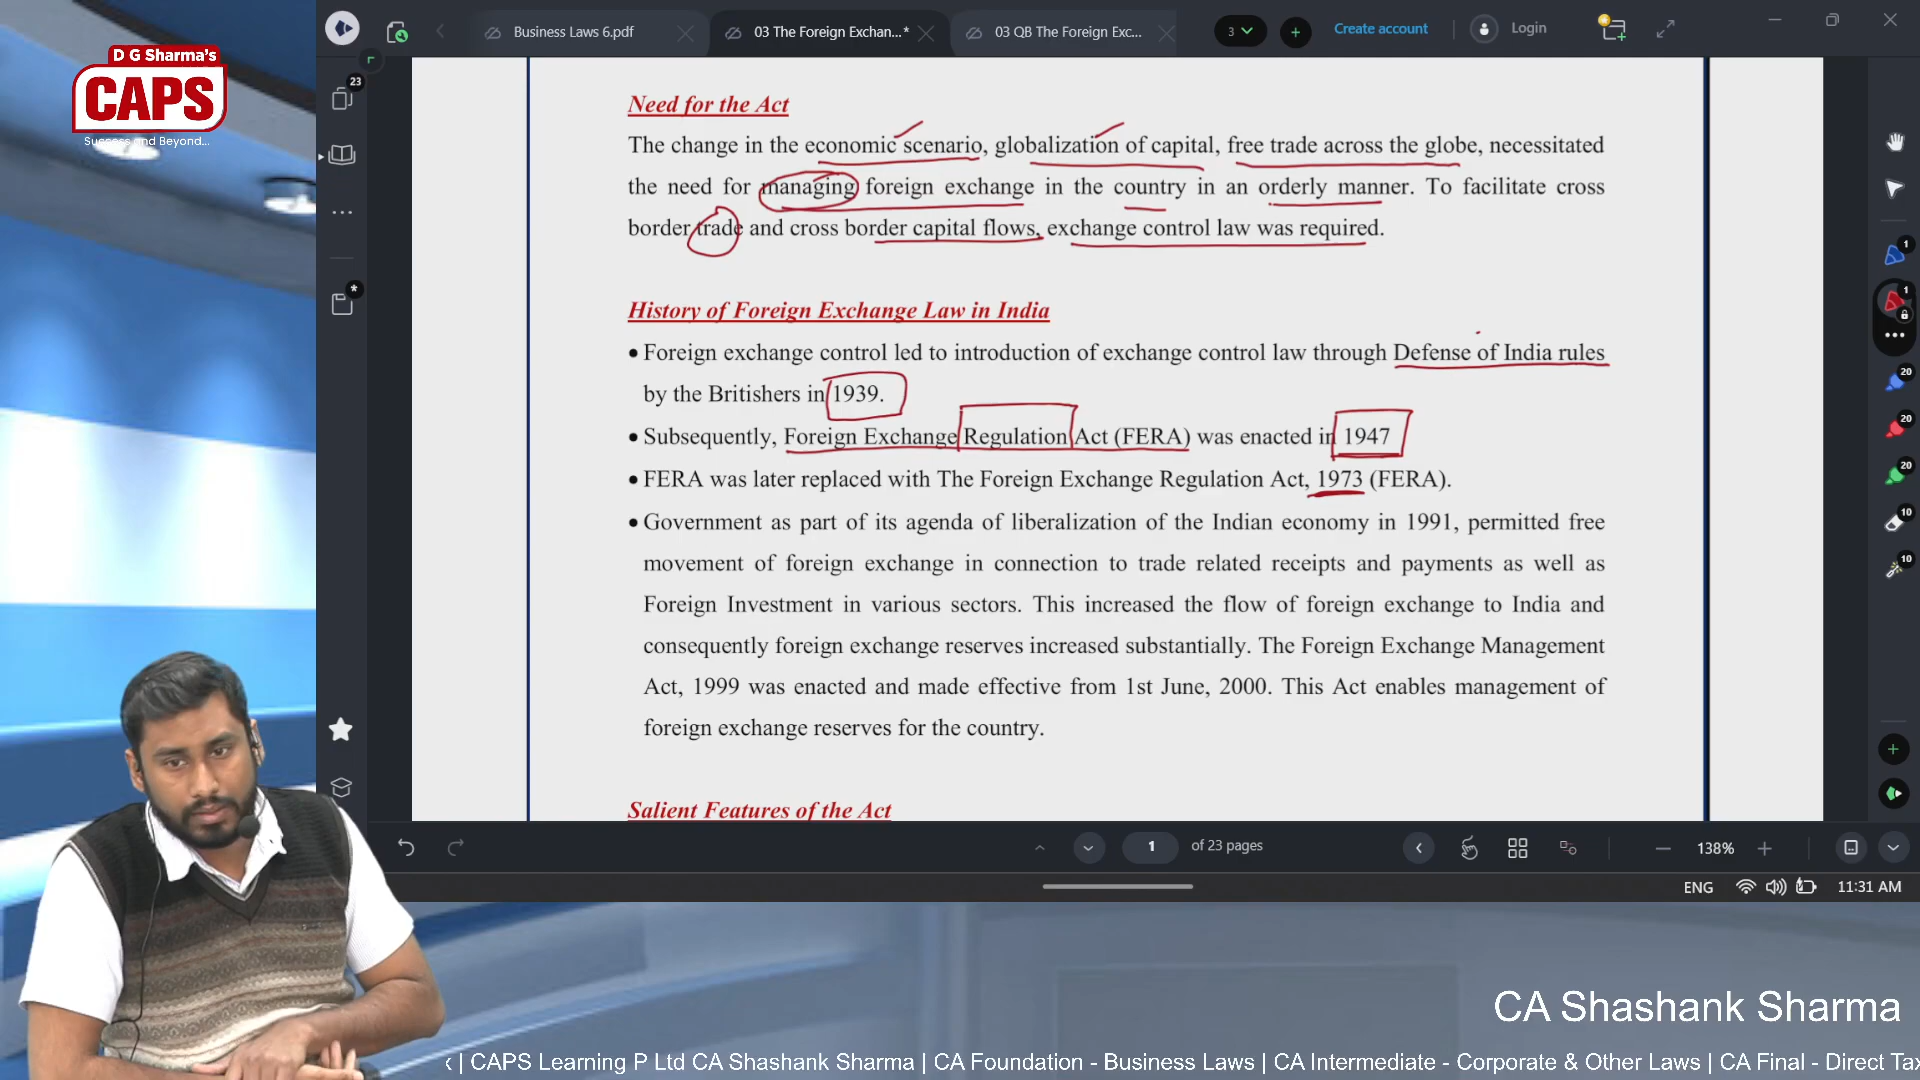 D G Sharma's
CAPS
Success and Beyond...
Business Laws 6.pdf
03 The Foreign Exchan...*
03 QB The Foreign Exc...
3
Create account
Login
23
Need for the Act
The change in the economic scenario, globalization of capital, free trade across the globe, necessitated
the need for managing foreign exchange in the country in an orderly manner. To facilitate cross
border trade and cross border capital flows, exchange control law was required.
History of Foreign Exchange Law in India
• Foreign exchange control led to introduction of exchange control law through Defense of India rules
by the Britishers in 1939.
• Subsequently, Foreign Exchange Regulation Act (FERA) was enacted in 1947
• FERA was later replaced with The Foreign Exchange Regulation Act, 1973 (FERA).
• Government as part of its agenda of liberalization of the Indian economy in 1991, permitted free
movement of foreign exchange in connection to trade related receipts and payments as well as
Foreign Investment in various sectors. This increased the flow of foreign exchange to India and
consequently foreign exchange reserves increased substantially. The Foreign Exchange Management
Act, 1999 was enacted and made effective from 1st June, 2000. This Act enables management of
foreign exchange reserves for the country.
Salient Features of the Act
1
1
20
20
20
10
10
1 of 23 pages
138%
ENG
11:31 AM
CA Shashank Sharma
| CAPS Learning P Ltd CA Shashank Sharma | CA Foundation - Business Laws | CA Intermediate - Corporate & Other Laws | CA Final - Direct Tax